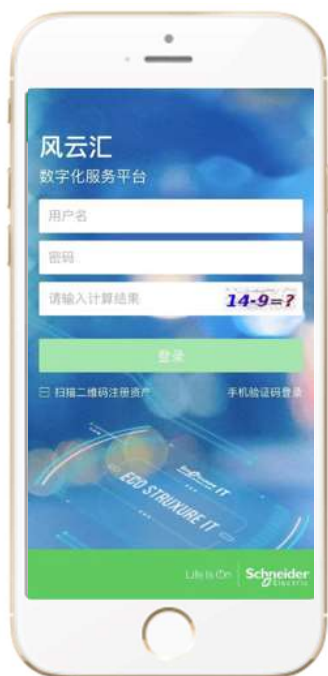 风云汇
数字化服务平台
用户名
密码
请输入计算结果 14-9=?
登录
扫描二维码注册资产 手机验证码登录
EcoStruxure IT
ECO STRUXURE IT
Life Is On Schneider
Electric